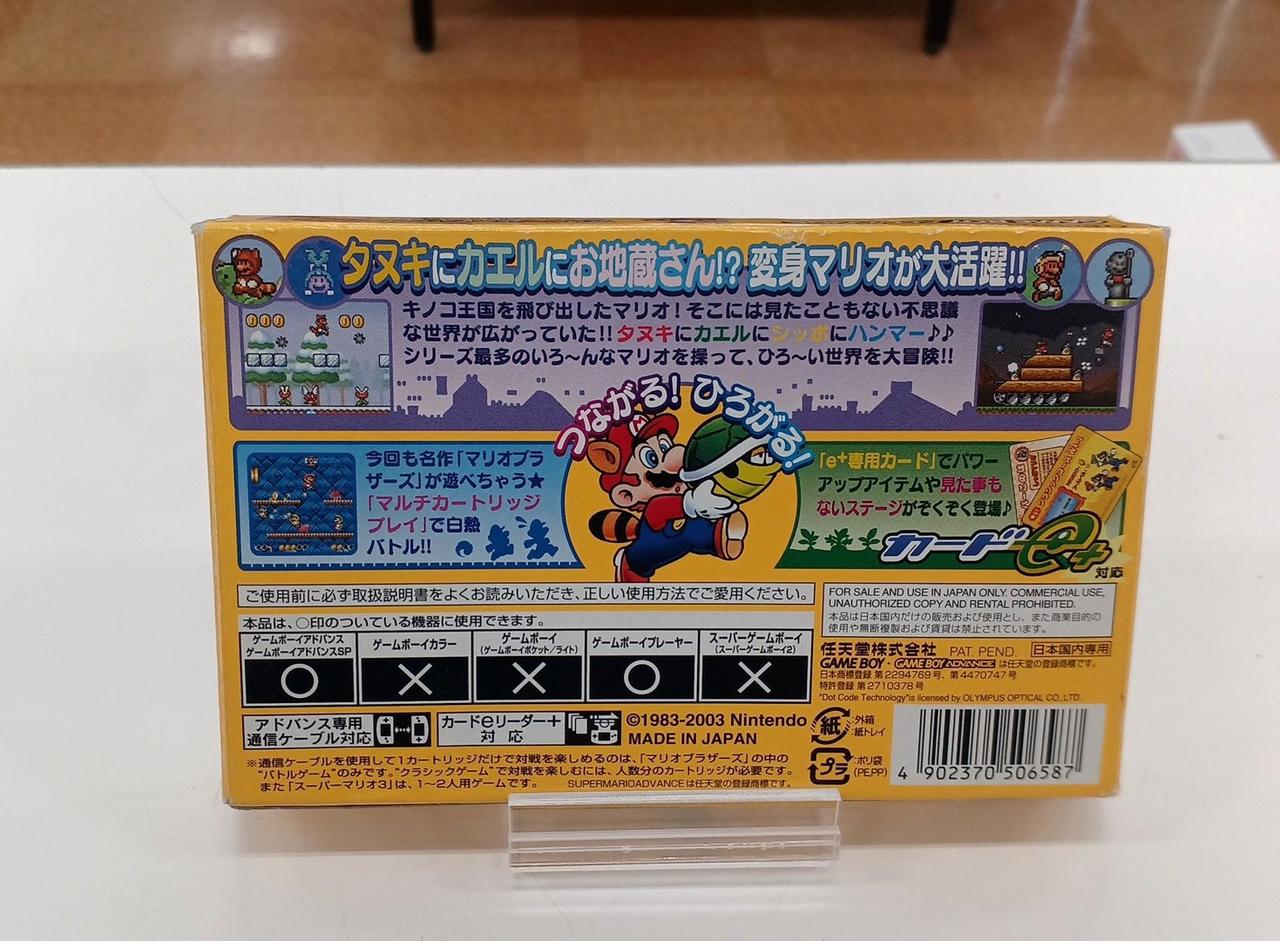 タヌキにカエルにお地蔵さん!? 変身マリオが大活躍!!
キノコ王国を飛び出したマリオ！そこには見たこともない不思議
な世界が広がっていた!! タヌキにカエルにシッポにハンマー♪♪
シリーズ最多のいろ〜んなマリオを操って、ひろ〜い世界を大冒険!!
つながる！ひろがる！
今回も名作「マリオブラ
ザーズ」が遊べちゃう★
「マルチカートリッジ
プレイ」で白熱
バトル!!
「e+専用カード」でパワー
アップアイテムや見た事も
ないステージがぞくぞく登場♪
カードe+
対応
ご使用前に必ず取扱説明書をよくお読みいただき、正しい使用方法でご愛用ください。
本品は、○印のついている機器に使用できます。
ゲームボーイアドバンス
ゲームボーイアドバンスSP
○
ゲームボーイカラー
×
ゲームボーイ
(ゲームボーイポケット/ライト)
×
ゲームボーイプレーヤー
○
スーパーゲームボーイ
(スーパーゲームボーイ2)
×
FOR SALE AND USE IN JAPAN ONLY. COMMERCIAL USE,
UNAUTHORIZED COPY AND RENTAL PROHIBITED.
本品は日本国内だけの販売および使用とし、また商業目的の
使用や無断複製および賃貸は禁止されています。
任天堂株式会社 PAT. PEND. 日本国内専用
GAME BOY・GAME BOY ADVANCE は任天堂の登録商標です。
日本商標登録 第2294769号、第4470747号
特許登録 第2710378号
"Dot Code Technology"is licensed by OLYMPUS OPTICAL CO.,LTD.
アドバンス専用
通信ケーブル対応
カードeリーダー+
対応
©1983-2003 Nintendo
MADE IN JAPAN
紙
:外箱
:紙トレイ
プラ
:ポリ袋
(PE,PP)
4 902370 506587
※通信ケーブルを使用して1カートリッジだけで対戦を楽しめるのは、「マリオブラザーズ」の中の
"バトルゲーム"のみです。"クラシックゲーム"で対戦を楽しむには、人数分のカートリッジが必要です。
また「スーパーマリオ3」は、1〜2人用ゲームです。
SUPERMARIOADVANCEは任天堂の登録商標です。